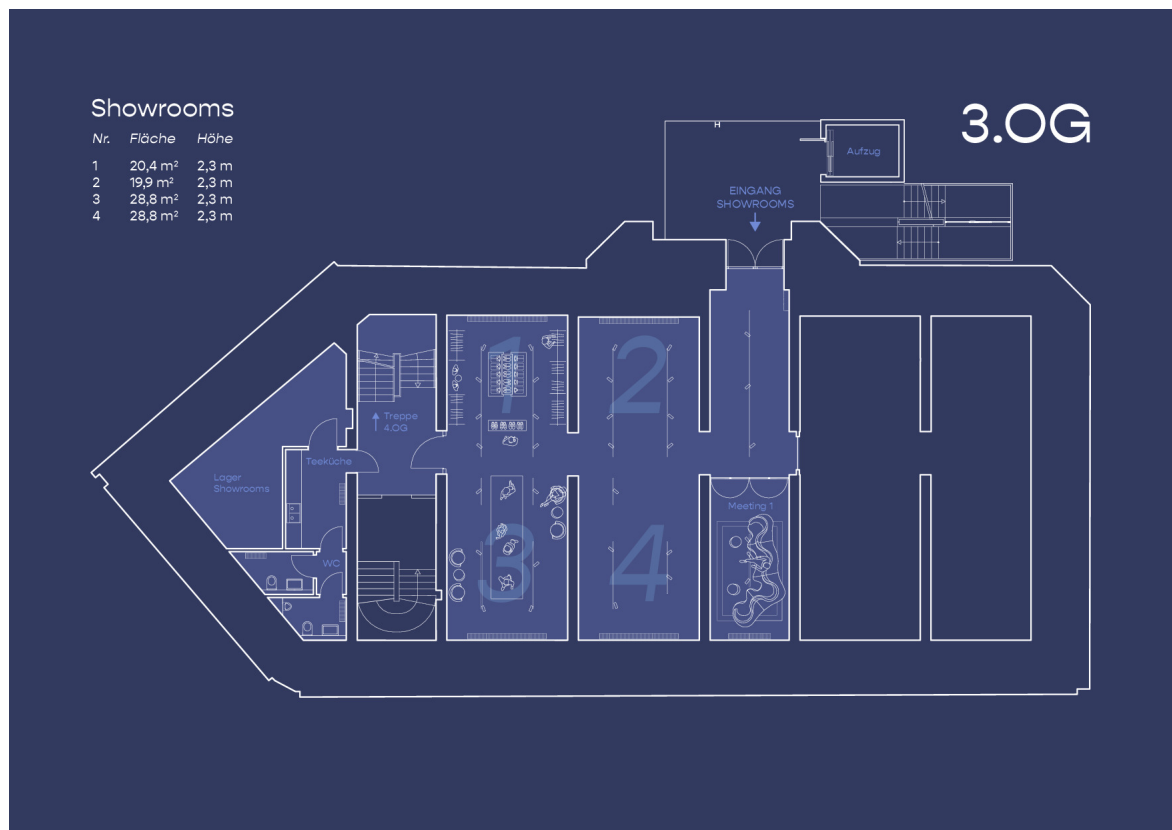 Showrooms
Nr. Fläche Höhe
1 20,4 m² 2,3 m
2 19,9 m² 2,3 m
3 28,8 m² 2,3 m
4 28,8 m² 2,3 m
3.OG
Aufzug
EINGANG
SHOWROOMS
1
2
Treppe
4.OG
Teeküche
Lager
Showrooms
Meeting 1
WC
3
4